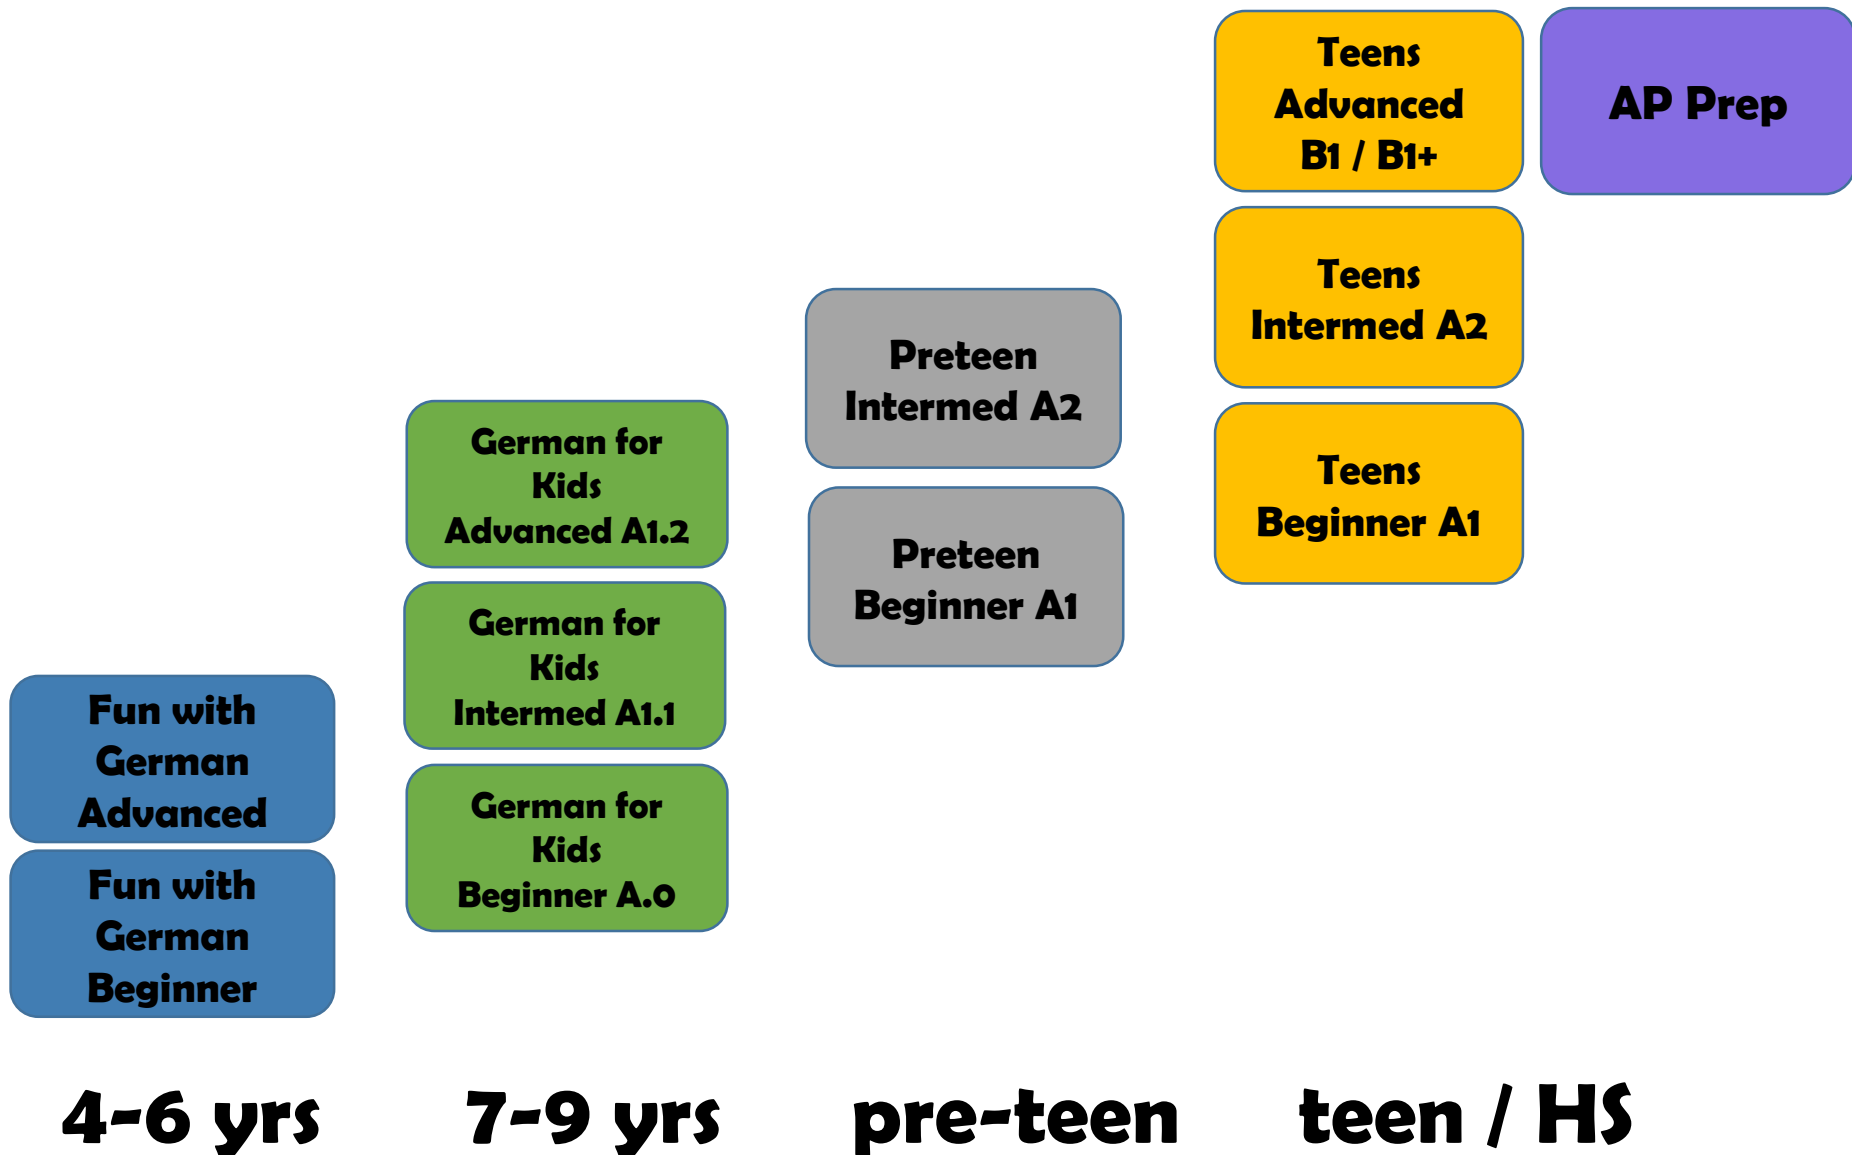 Fun with
German
Advanced
Fun with
German
Beginner
4-6 yrs
German for
Kids
Advanced A1.2
German for
Kids
Intermed A1.1
German for
Kids
Beginner A.0
7-9 yrs
Preteen
Intermed A2
Preteen
Beginner A1
pre-teen
Teens
Advanced
B1 / B1+
Teens
Intermed A2
Teens
Beginner A1
AP Prep
teen / HS